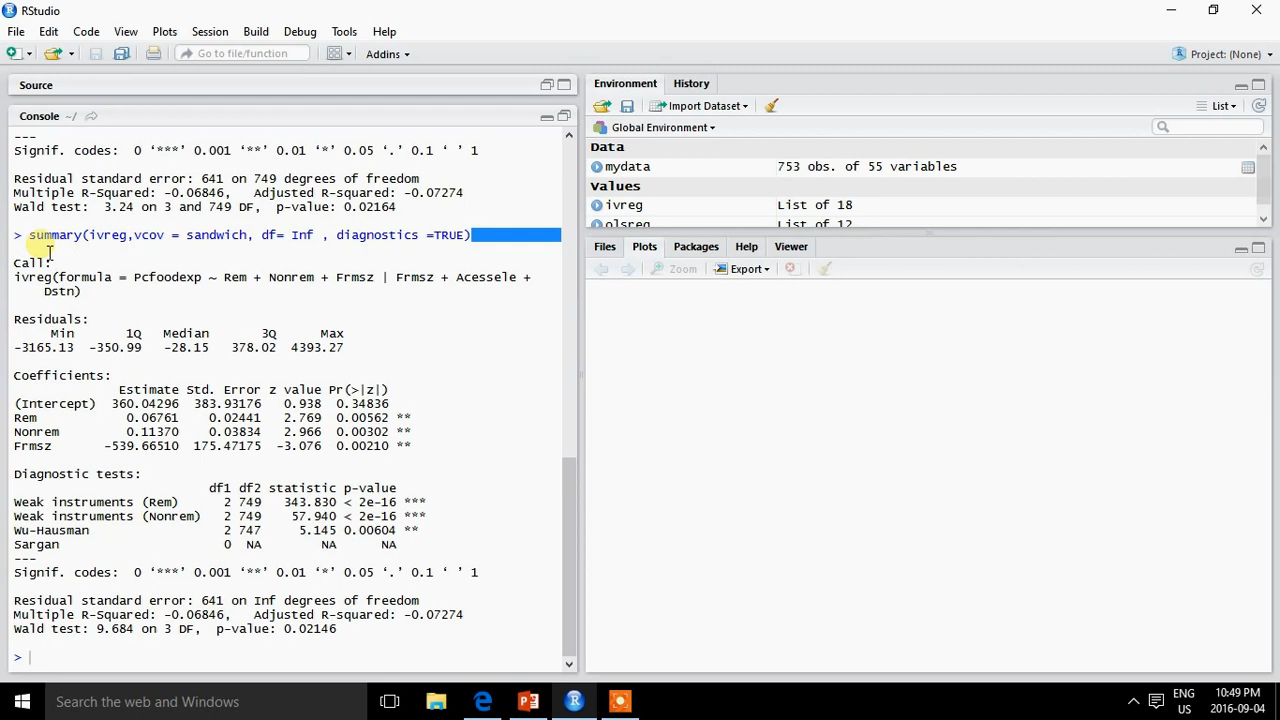 RStudio
File Edit Code View Plots Session Build Debug Tools Help
Go to file/function Addins Project: (None)
Source
Console ~/
---
Signif. codes:  0 ‘***’ 0.001 ‘**’ 0.01 ‘*’ 0.05 ‘.’ 0.1 ‘ ’ 1
Residual standard error: 641 on 749 degrees of freedom
Multiple R-Squared: -0.06846,	Adjusted R-squared: -0.07274
Wald test:  3.24 on 3 and 749 DF,  p-value: 0.02164
> summary(ivreg,vcov = sandwich, df= Inf , diagnostics =TRUE)
Call:
ivreg(formula = Pcfoodexp ~ Rem + Nonrem + Frmsz | Frmsz + Acessele +
Dstn)
Residuals:
Min 1Q Median 3Q Max
-3165.13 -350.99 -28.15 378.02 4393.27
Coefficients:
Estimate Std. Error z value Pr(>|z|)
(Intercept) 360.04296 383.93176 0.938 0.34836
Rem 0.06761 0.02441 2.769 0.00562 **
Nonrem 0.11370 0.03834 2.966 0.00302 **
Frmsz -539.66510 175.47175 -3.076 0.00210 **
Diagnostic tests:
df1 df2 statistic p-value
Weak instruments (Rem) 2 749 343.830 < 2e-16 ***
Weak instruments (Nonrem) 2 749 57.940 < 2e-16 ***
Wu-Hausman 2 747 5.145 0.00604 **
Sargan 0 NA NA NA
---
Signif. codes:  0 ‘***’ 0.001 ‘**’ 0.01 ‘*’ 0.05 ‘.’ 0.1 ‘ ’ 1
Residual standard error: 641 on Inf degrees of freedom
Multiple R-Squared: -0.06846,	Adjusted R-squared: -0.07274
Wald test: 9.684 on 3 DF,  p-value: 0.02146
>
Environment History
Import Dataset List
Global Environment
Data
mydata 753 obs. of 55 variables
Values
ivreg List of 18
olsreg List of 12
Files Plots Packages Help Viewer
Zoom Export
Search the web and Windows
ENG 10:49 PM
US 2016-09-04